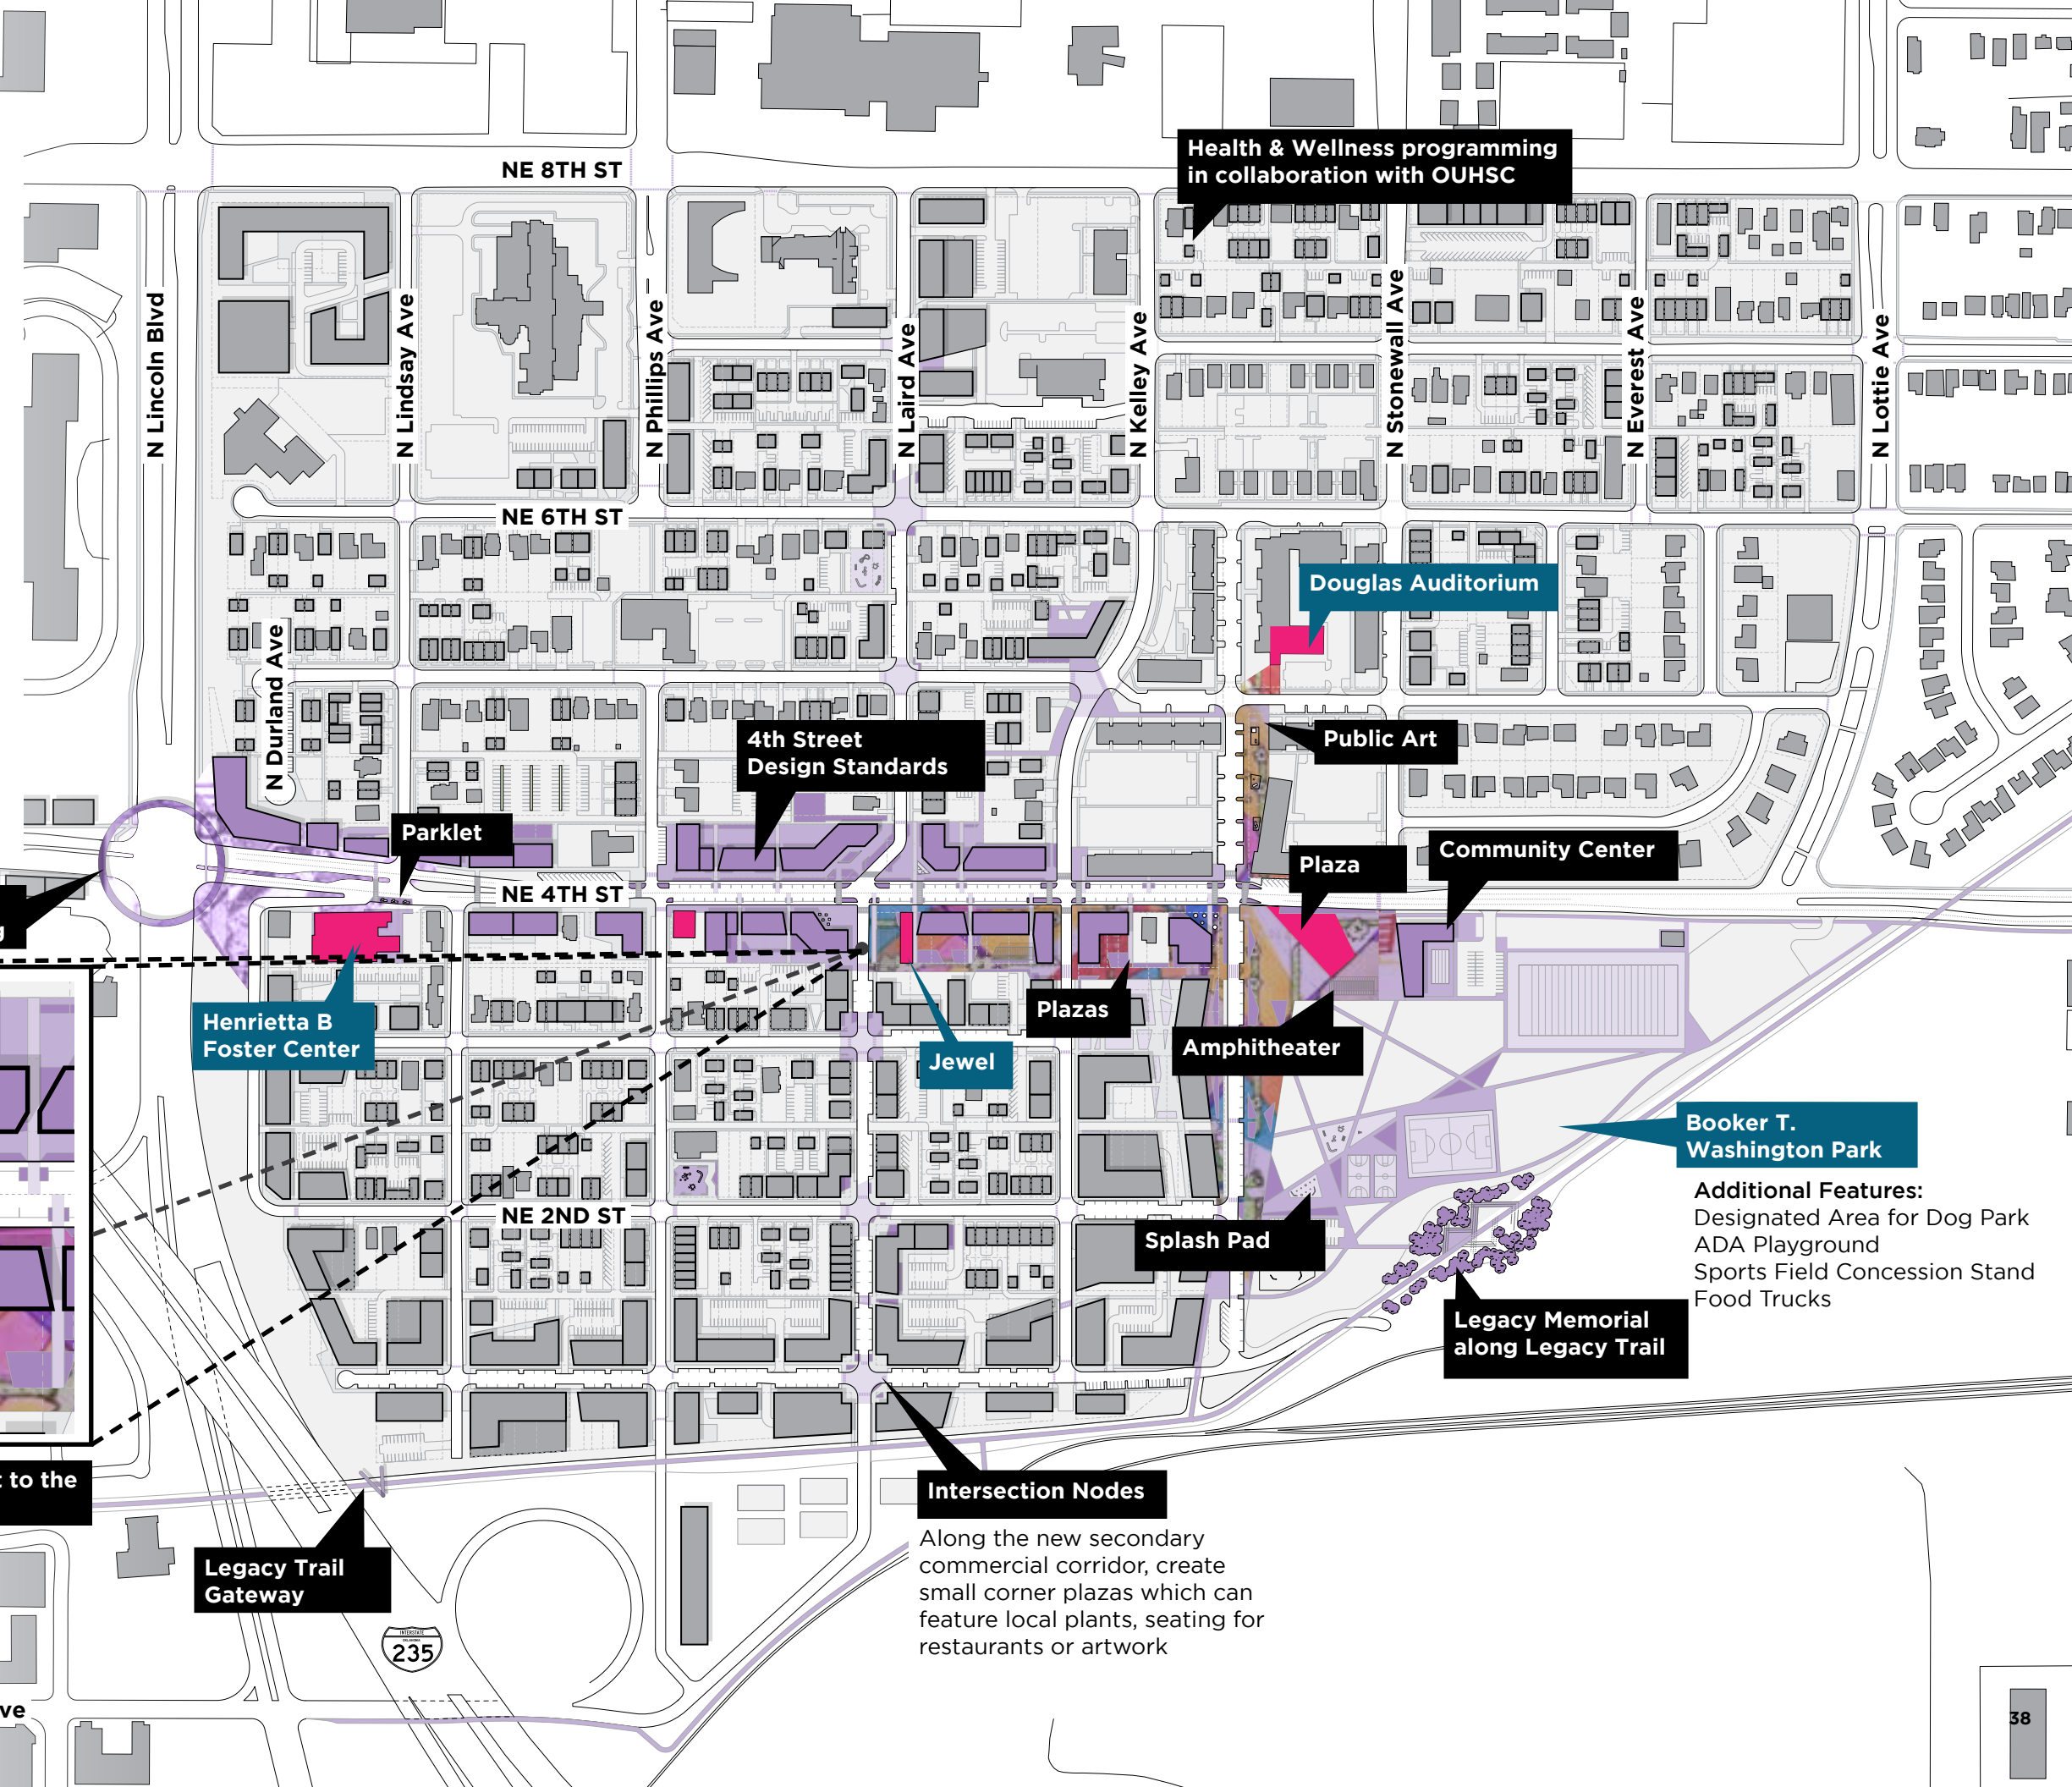 Health & Wellness programming
in collaboration with OUHSC
NE 8TH ST
N Lincoln Blvd
N Lindsay Ave
N Phillips Ave
N Laird Ave
N Kelley Ave
N Stonewall Ave
N Everest Ave
N Lottie Ave
NE 6TH ST
Douglas Auditorium
N Durland Ave
4th Street
Design Standards
Public Art
Parklet
Plaza
Community Center
NE 4TH ST
g
Henrietta B
Foster Center
Plazas
Jewel
Amphitheater
Booker T.
Washington Park
Additional Features:
Designated Area for Dog Park
ADA Playground
Sports Field Concession Stand
Food Trucks
NE 2ND ST
Splash Pad
Legacy Memorial
along Legacy Trail
t to the
Intersection Nodes
Along the new secondary
commercial corridor, create
small corner plazas which can
feature local plants, seating for
restaurants or artwork
Legacy Trail
Gateway
INTERSTATE
OKLAHOMA
235
ve
38